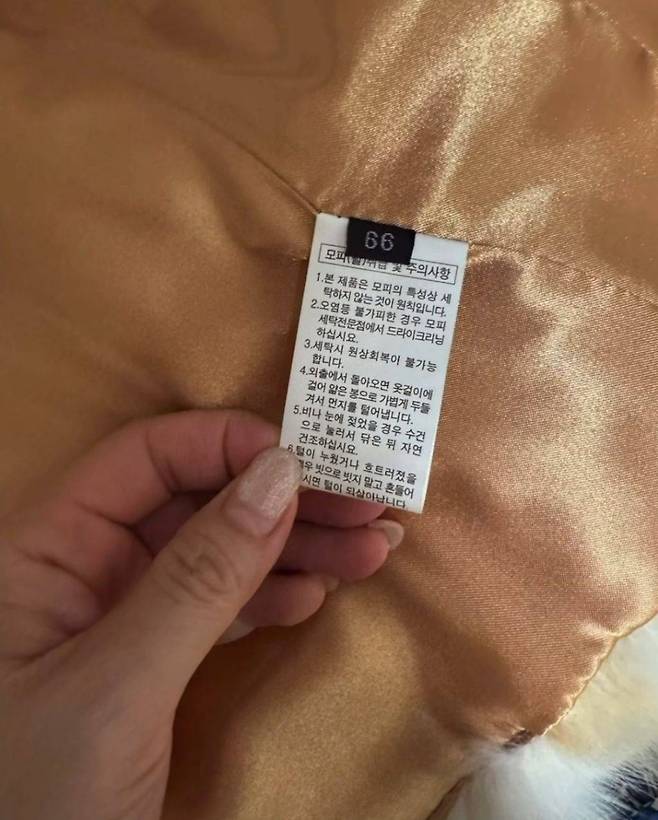 66
모피(털)취급 및 주의사항
1.본 제품은 모피의 특성상 세
탁하지 않는것이 원칙입니다.
2.오염등 불가피한 경우 모피
세탁전문점에서 드라이크리닝
하십시요.
3.세탁시 원상회복이 불가능
합니다.
4.외출에서 돌아오면 옷걸이에
걸어 얇은 봉으로 가볍게 두들
겨서 먼지를 털어냅니다.
5.비나 눈에 젖었을 경우 수건
으로 눌러서 닦은 뒤 자연
건조하십시요.
6.털이 누웠거나 흐트러졌을
경우 빗으로 빗지 말고 흔들어
시면 털이 되살아납니다.